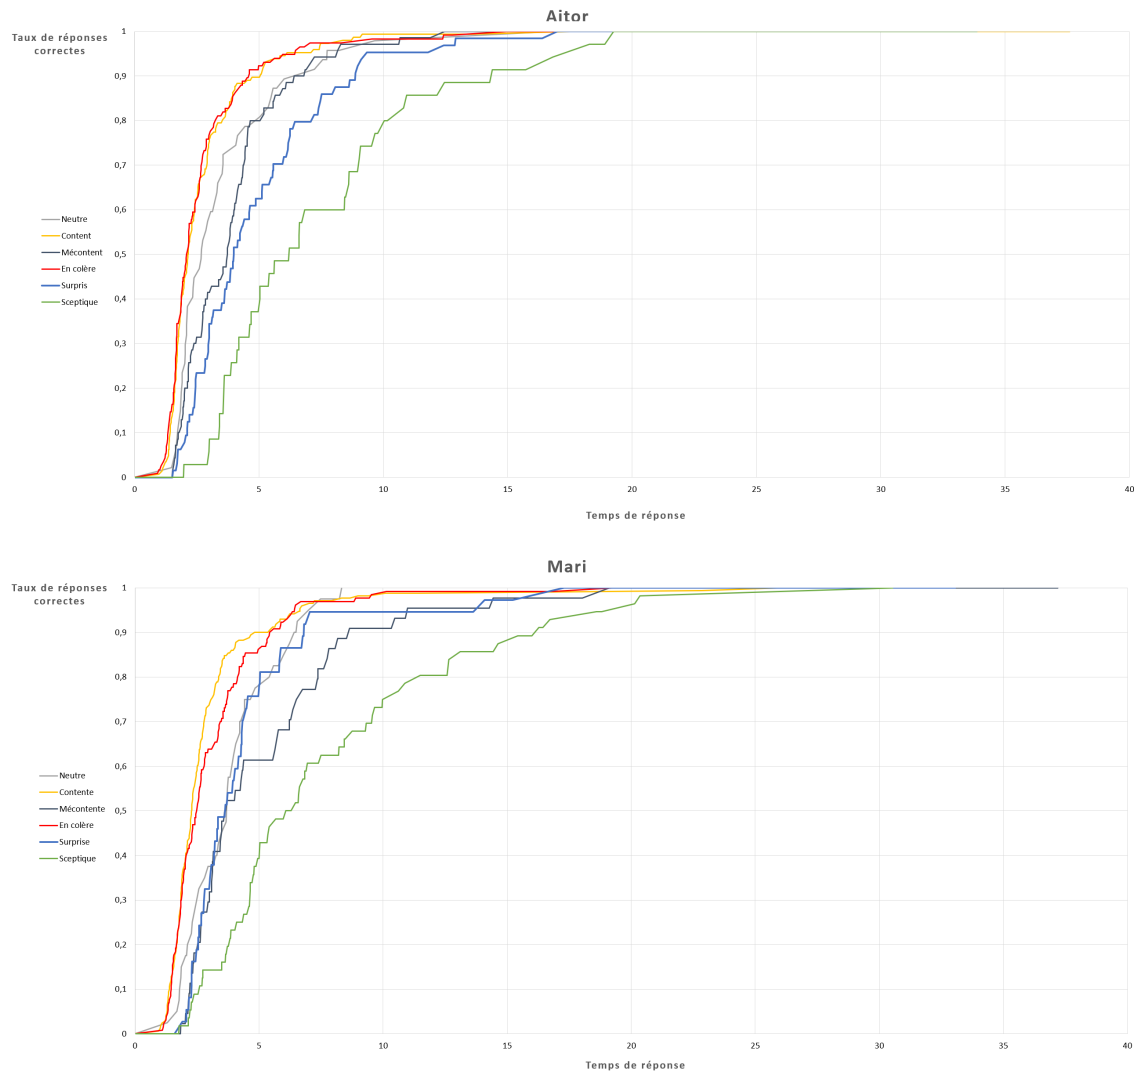 Aitor
Taux de réponses
correctes
1
0,9
0,8
0,7
0,6
0,5
0,4
0,3
0,2
0,1
0
Neutre
Content
Mécontent
En colère
Surpris
Sceptique
0 5 10 15 20 25 30 35 40
Temps de réponse
Mari
Taux de réponses
correctes
1
0,9
0,8
0,7
0,6
0,5
0,4
0,3
0,2
0,1
0
Neutre
Contente
Mécontente
En colère
Surprise
Sceptique
0 5 10 15 20 25 30 35 40
Temps de réponse